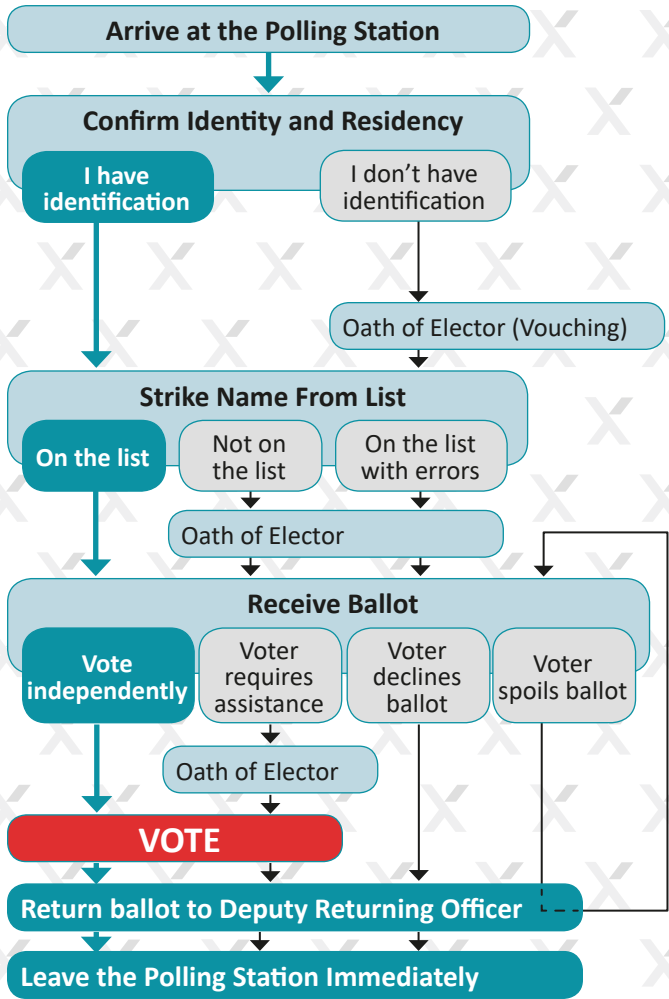 Arrive at the Polling Station
Confirm Identity and Residency
I have
identification
I don’t have
identification
Oath of Elector (Vouching)
Strike Name From List
On the list
Not on
the list
On the list
with errors
Oath of Elector
Receive Ballot
Vote
independently
Voter
requires
assistance
Voter
declines
ballot
Voter
spoils ballot
Oath of Elector
VOTE
Return ballot to Deputy Returning Officer
Leave the Polling Station Immediately